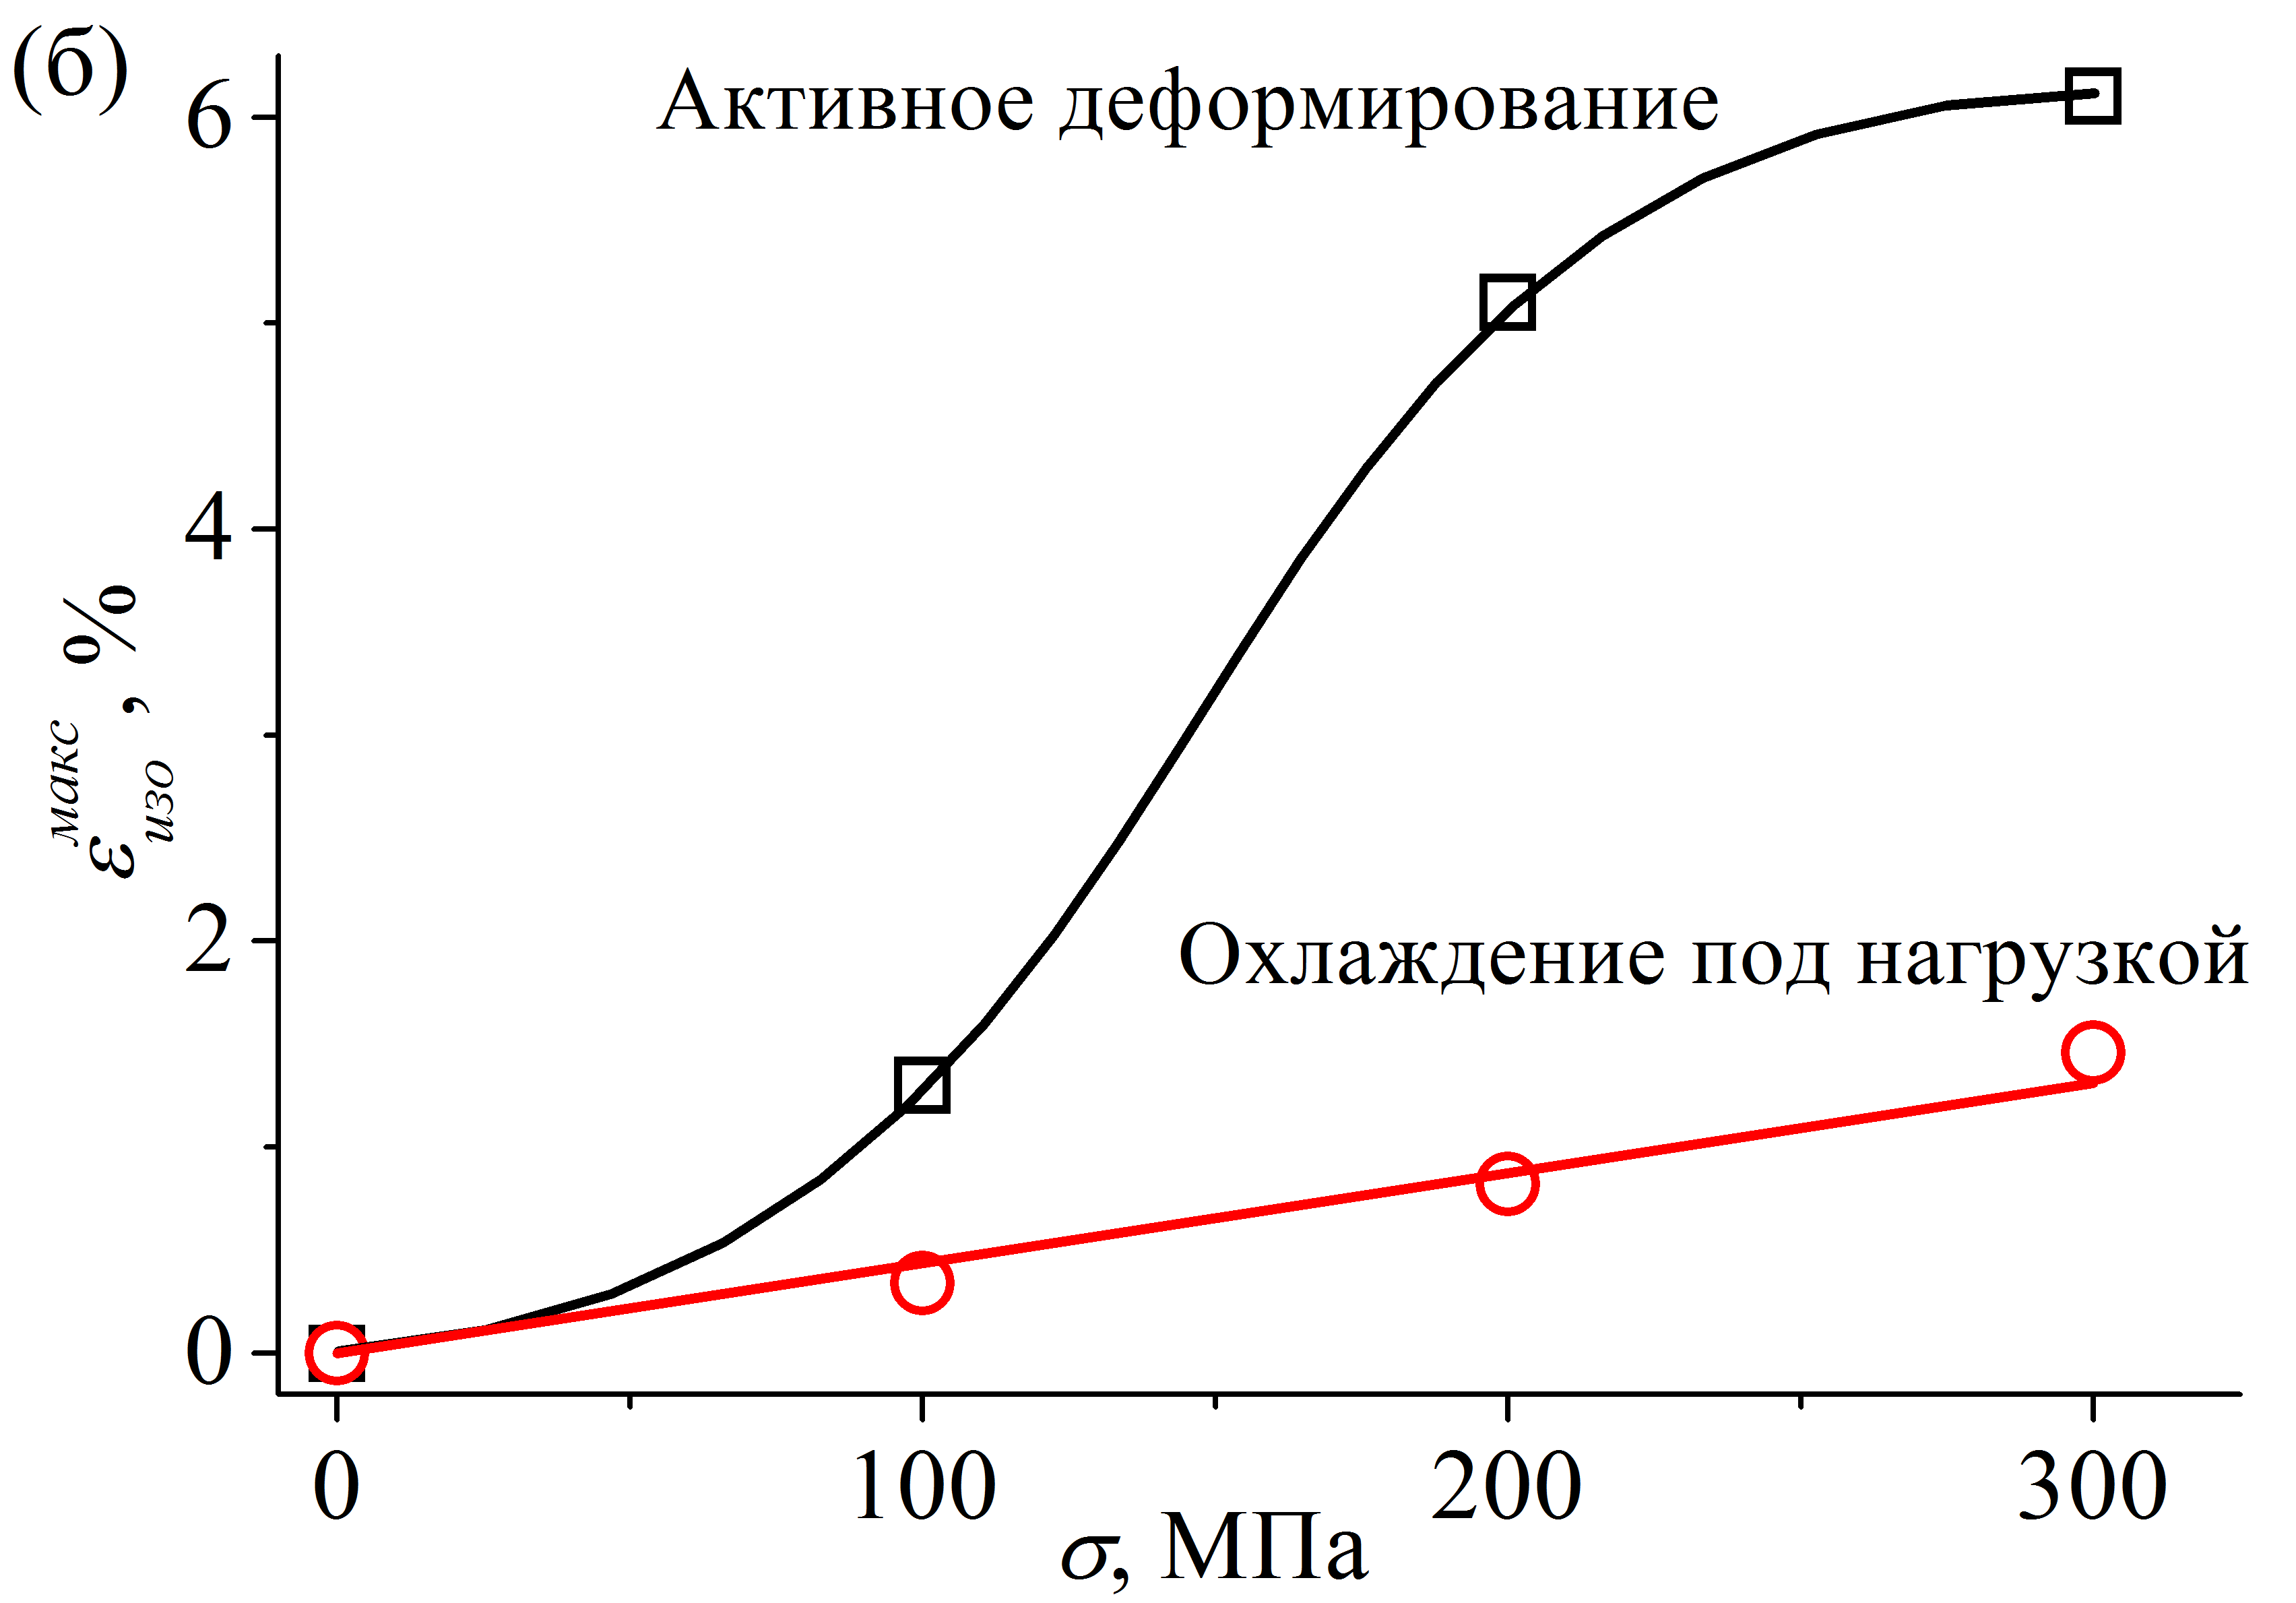 (б)
Активное деформирование
6
4
2
0
ε макс изо , %
Охлаждение под нагрузкой
0 100 200 300
σ, МПа